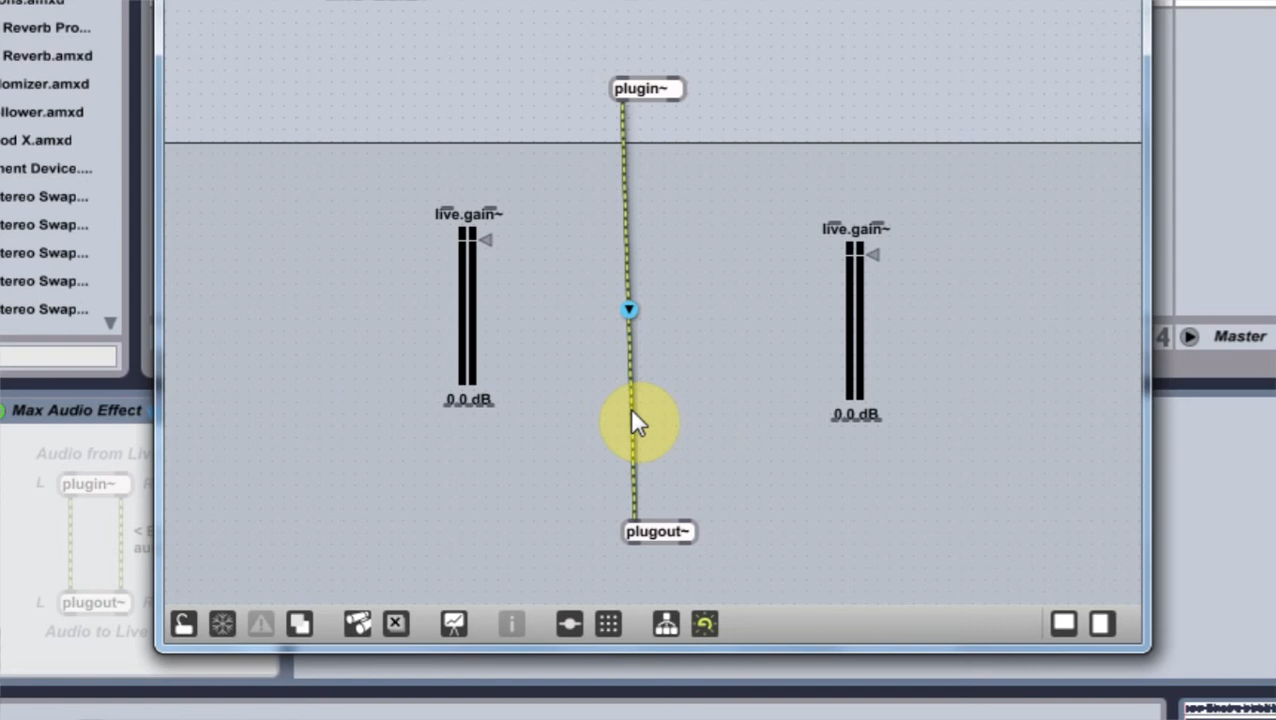 Reverb Pro...
Reverb.amxd
lomizer.amxd
llower.amxd
od X.amxd
nent Device....
tereo Swap...
tereo Swap...
tereo Swap...
tereo Swap...
tereo Swap...
plugin~
live.gain~
0.0 dB
live.gain~
0.0 dB
plugout~
4
Master
Max Audio Effect
Audio from Liv
L
plugin~
L
plugout~
Audio to Live